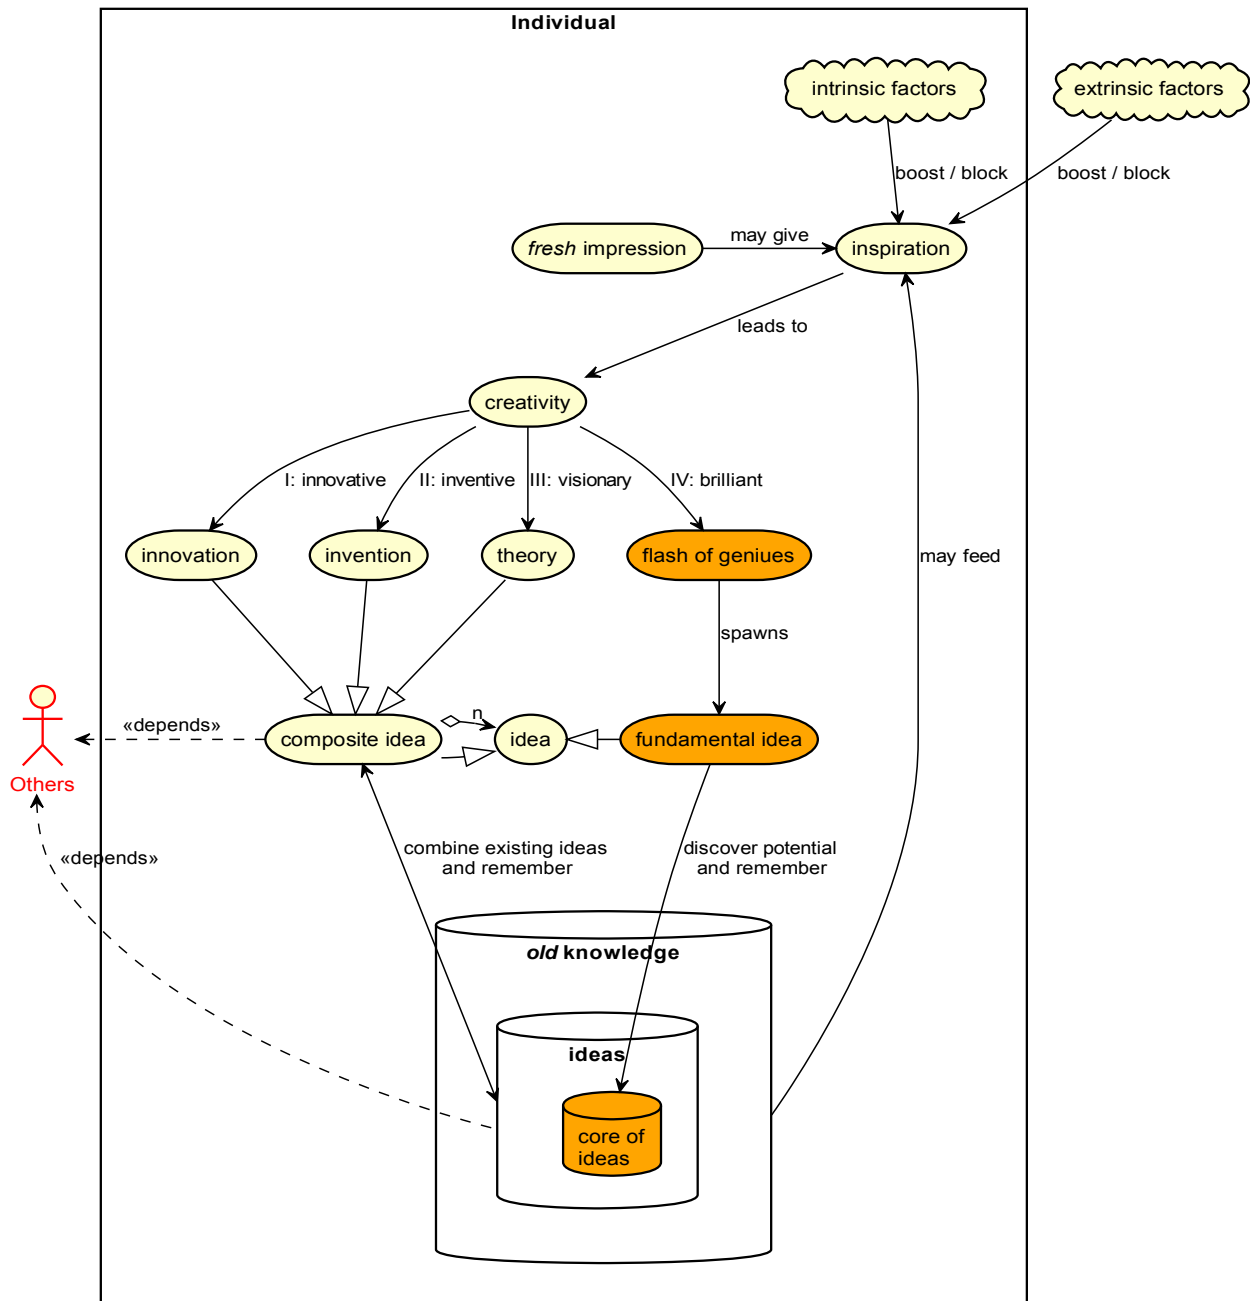 Individual
intrinsic factors
extrinsic factors
boost / block
boost / block
fresh impression
may give
inspiration
leads to
creativity
I: innovative
II: inventive
III: visionary
IV: brilliant
innovation
invention
theory
flash of geniues
may feed
spawns
Others
«depends»
composite idea
n
idea
fundamental idea
«depends»
combine existing ideas
and remember
discover potential
and remember
old knowledge
ideas
core of
ideas